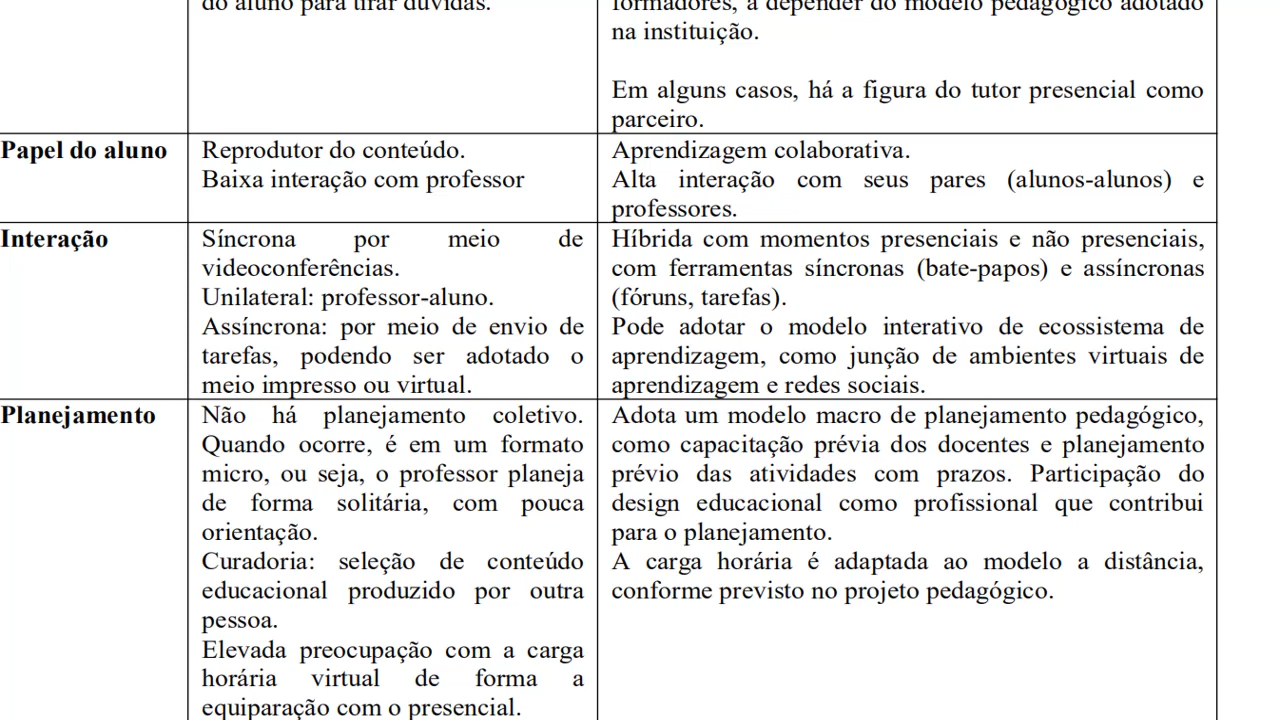 do aluno para tirar dúvidas.
formadores, a depender do modelo pedagógico adotado
na instituição.
Em alguns casos, há a figura do tutor presencial como
parceiro.
Papel do aluno
Reprodutor do conteúdo.
Baixa interação com professor
Aprendizagem colaborativa.
Alta interação com seus pares (alunos-alunos) e
professores.
Interação
Síncrona por meio de
videoconferências.
Unilateral: professor-aluno.
Assíncrona: por meio de envio de
tarefas, podendo ser adotado o
meio impresso ou virtual.
Híbrida com momentos presenciais e não presenciais,
com ferramentas síncronas (bate-papos) e assíncronas
(fóruns, tarefas).
Pode adotar o modelo interativo de ecossistema de
aprendizagem, como junção de ambientes virtuais de
aprendizagem e redes sociais.
Planejamento
Não há planejamento coletivo.
Quando ocorre, é em um formato
micro, ou seja, o professor planeja
de forma solitária, com pouca
orientação.
Curadoria: seleção de conteúdo
educacional produzido por outra
pessoa.
Elevada preocupação com a carga
horária virtual de forma a
equiparação com o presencial.
Adota um modelo macro de planejamento pedagógico,
como capacitação prévia dos docentes e planejamento
prévio das atividades com prazos. Participação do
design educacional como profissional que contribui
para o planejamento.
A carga horária é adaptada ao modelo a distância,
conforme previsto no projeto pedagógico.